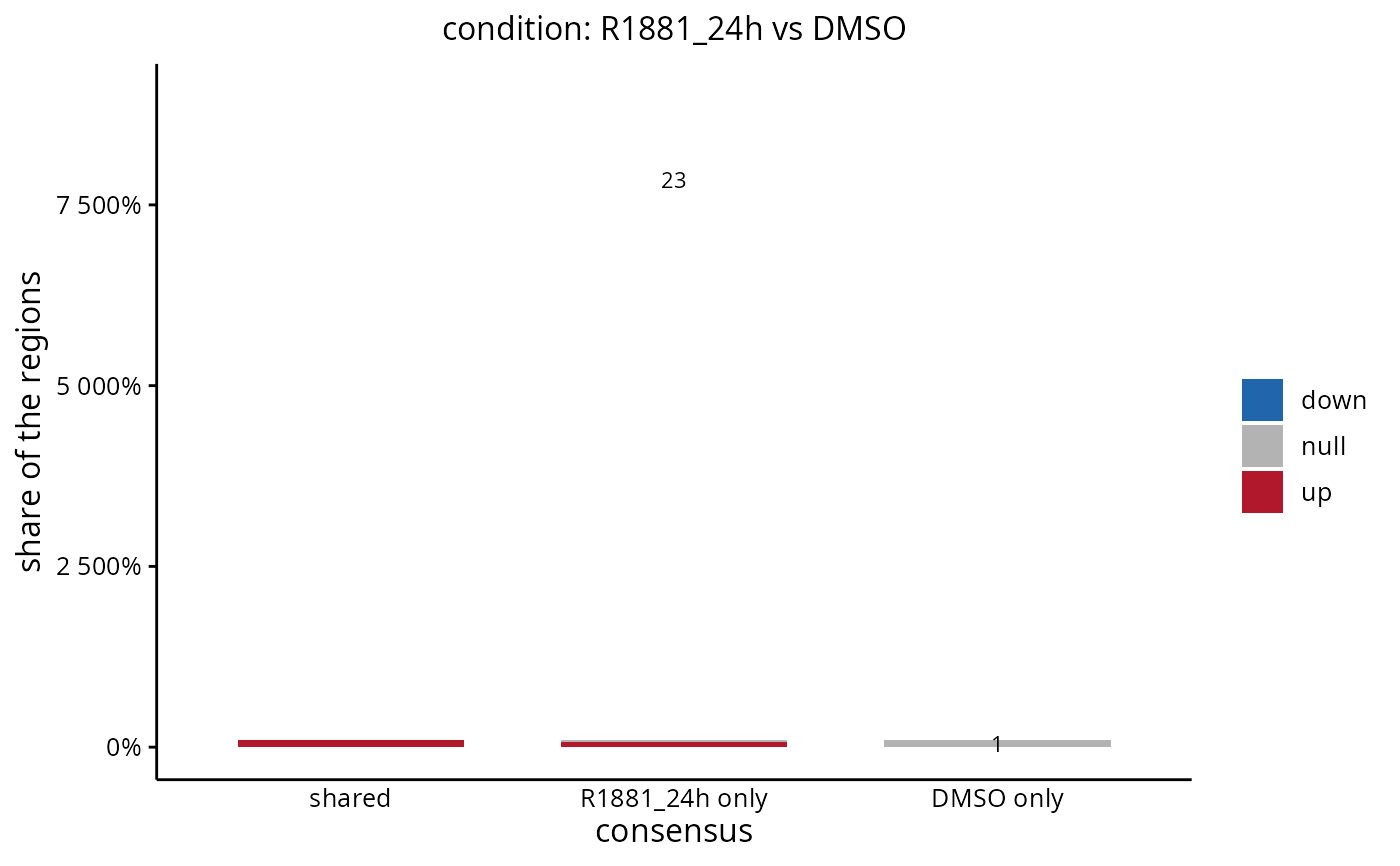 condition: R1881_24h vs DMSO
share of the regions
7 500%
5 000%
2 500%
0%
23
1
shared
R1881_24h only
DMSO only
consensus
down
null
up